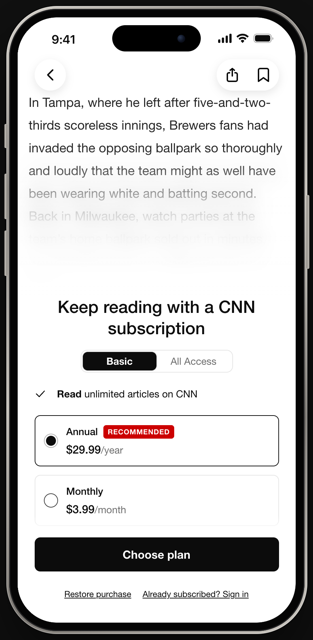 9:41
In Tampa, where he left after five-and-two-
thirds scoreless innings, Brewers fans had
invaded the opposing ballpark so thoroughly
and loudly that the team might as well have
been wearing white and batting second.
Back in Milwaukee, watch parties at the
Keep reading with a CNN
subscription
Basic All Access
Read unlimited articles on CNN
Annual RECOMMENDED
$29.99/year
Monthly
$3.99/month
Choose plan
Restore purchase Already subscribed? Sign in